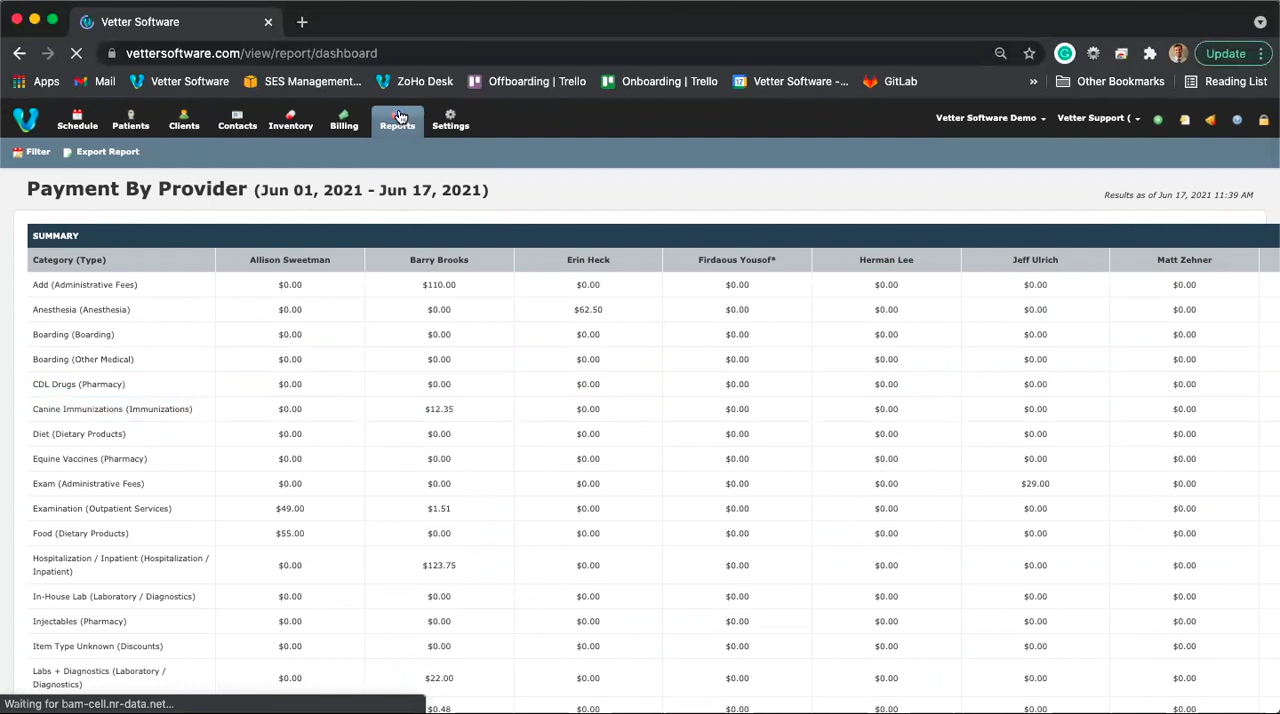 Vetter Software
vettersoftware.com/view/report/dashboard
Update
Apps Mail Vetter Software SES Management... ZoHo Desk Offboarding | Trello Onboarding | Trello Vetter Software -... GitLab » Other Bookmarks Reading List
Schedule Patients Clients Contacts Inventory Billing Reports Settings Vetter Software Demo Vetter Support (
Filter Export Report
Payment By Provider (Jun 01, 2021 - Jun 17, 2021)
Results as of Jun 17, 2021 11:39 AM
SUMMARY
Category (Type) Allison Sweetman Barry Brooks Erin Heck Firdaous Yousof* Herman Lee Jeff Ulrich Matt Zehner
Add (Administrative Fees) $0.00 $110.00 $0.00 $0.00 $0.00 $0.00 $0.00
Anesthesia (Anesthesia) $0.00 $0.00 $62.50 $0.00 $0.00 $0.00 $0.00
Boarding (Boarding) $0.00 $0.00 $0.00 $0.00 $0.00 $0.00 $0.00
Boarding (Other Medical) $0.00 $0.00 $0.00 $0.00 $0.00 $0.00 $0.00
CDL Drugs (Pharmacy) $0.00 $0.00 $0.00 $0.00 $0.00 $0.00 $0.00
Canine Immunizations (Immunizations) $0.00 $12.35 $0.00 $0.00 $0.00 $0.00 $0.00
Diet (Dietary Products) $0.00 $0.00 $0.00 $0.00 $0.00 $0.00 $0.00
Equine Vaccines (Pharmacy) $0.00 $0.00 $0.00 $0.00 $0.00 $0.00 $0.00
Exam (Administrative Fees) $0.00 $0.00 $0.00 $0.00 $0.00 $29.00 $0.00
Examination (Outpatient Services) $49.00 $1.51 $0.00 $0.00 $0.00 $0.00 $0.00
Food (Dietary Products) $55.00 $0.00 $0.00 $0.00 $0.00 $0.00 $0.00
Hospitalization / Inpatient (Hospitalization /
Inpatient) $0.00 $123.75 $0.00 $0.00 $0.00 $0.00 $0.00
In-House Lab (Laboratory / Diagnostics) $0.00 $0.00 $0.00 $0.00 $0.00 $0.00 $0.00
Injectables (Pharmacy) $0.00 $0.00 $0.00 $0.00 $0.00 $0.00 $0.00
Item Type Unknown (Discounts) $0.00 $0.00 $0.00 $0.00 $0.00 $0.00 $0.00
Labs + Diagnostics (Laboratory /
Diagnostics) $0.00 $22.00 $0.00 $0.00 $0.00 $0.00 $0.00
Waiting for bam-cell.nr-data.net... $0.48 $0.00 $0.00 $0.00 $0.00 $0.00